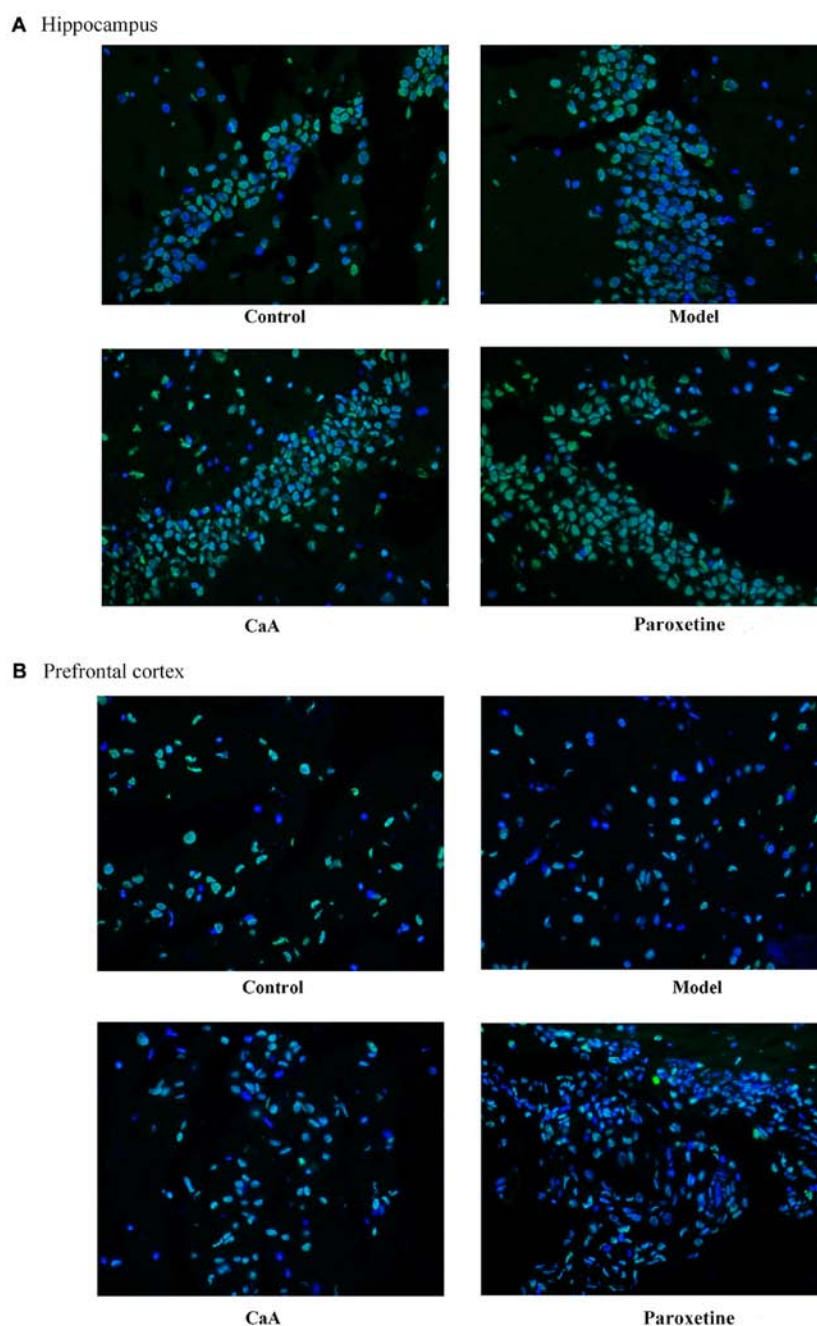 A Hippocampus
Control
Model
CaA
Paroxetine
B Prefrontal cortex
Control
Model
CaA
Paroxetine